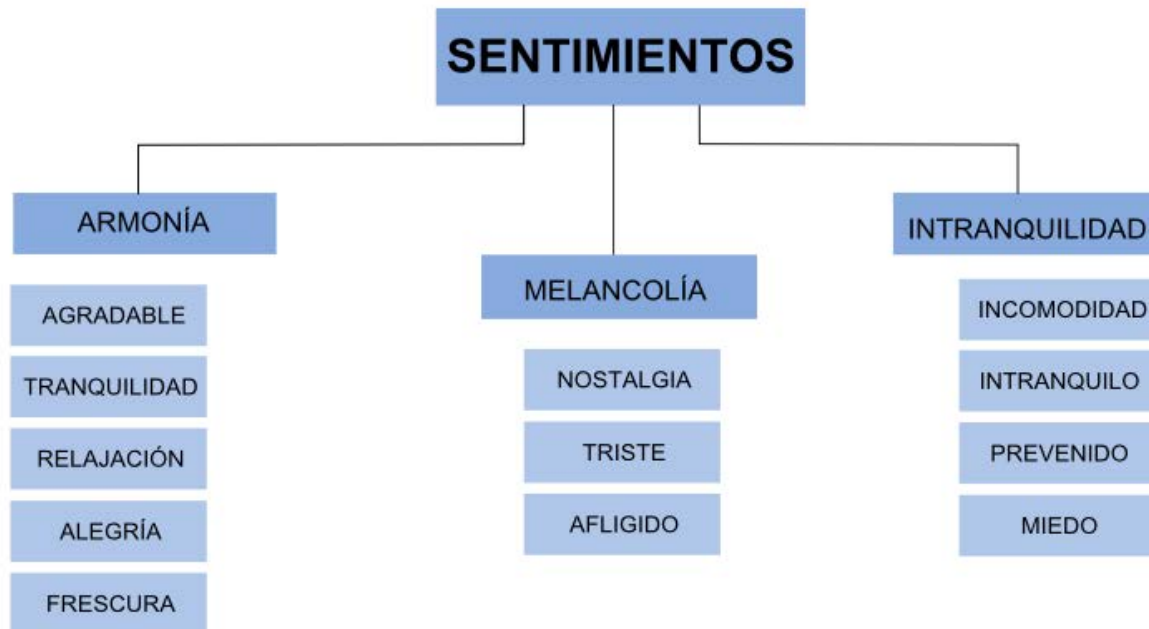 SENTIMIENTOS
ARMONÍA
AGRADABLE
TRANQUILIDAD
RELAJACIÓN
ALEGRÍA
FRESCURA
MELANCOLÍA
NOSTALGIA
TRISTE
AFLIGIDO
INTRANQUILIDAD
INCOMODIDAD
INTRANQUILO
PREVENIDO
MIEDO